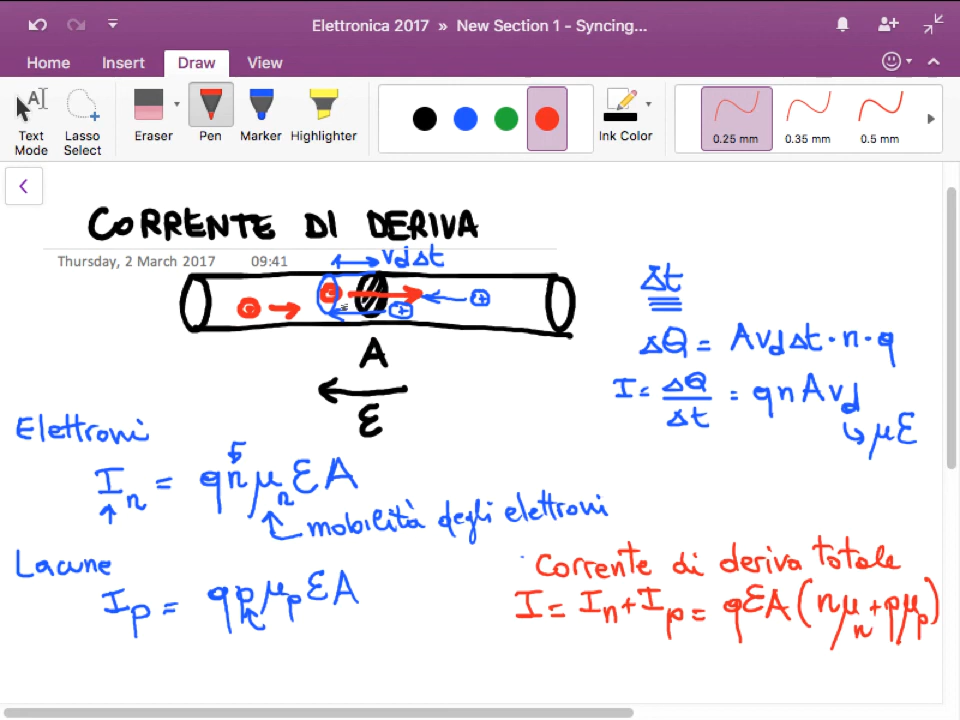 Elettronica 2017 » New Section 1 - Syncing...
Home Insert Draw View
Text Mode Lasso Select Eraser Pen Marker Highlighter Ink Color 0.25 mm 0.35 mm 0.5 mm
CORRENTE DI DERIVA
Thursday, 2 March 2017 09:41
vdΔt
A
Ɛ
Δt
ΔQ = AvdΔt·n·q
I = ΔQ/Δt = qnAvd
↳ μƐ
Elettroni
In = qnμnƐA
mobilità degli elettroni
Lacune
Ip = qpμpƐA
Corrente di deriva totale
I = In + Ip = qƐA(nμn + pμp)